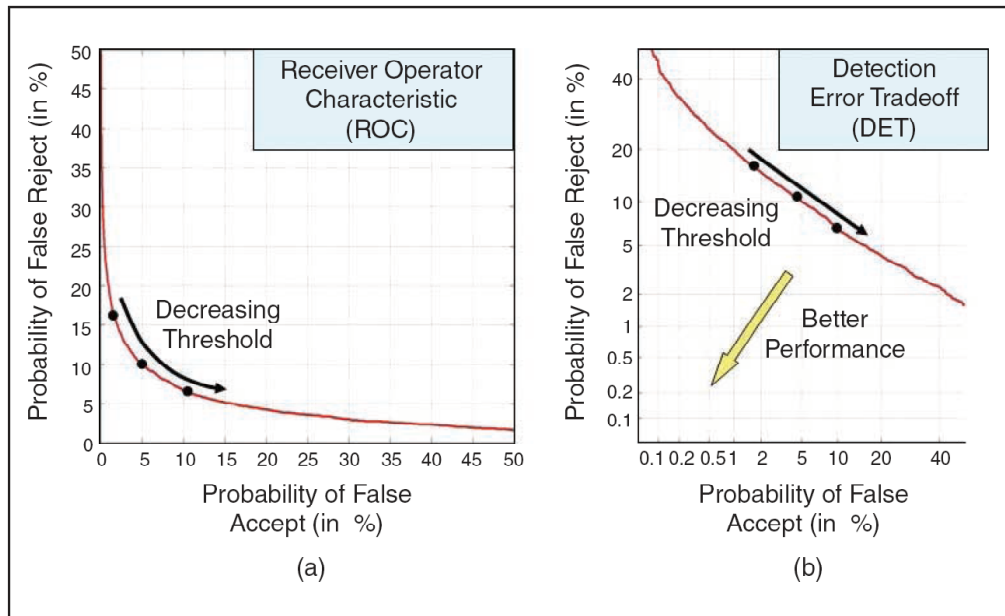 50
45
40
35
30
25
20
15
10
5
0
Probability of False Reject (in %)
Receiver Operator
Characteristic
(ROC)
Decreasing
Threshold
0 5 10 15 20 25 30 35 40 45 50
Probability of False
Accept (in %)
(a)
40
20
10
5
2
1
0.5
0.2
0.1
Probability of False Reject (in %)
Detection
Error Tradeoff
(DET)
Decreasing
Threshold
Better
Performance
0.1 0.2 0.5 1 2 5 10 20 40
Probability of False
Accept (in %)
(b)